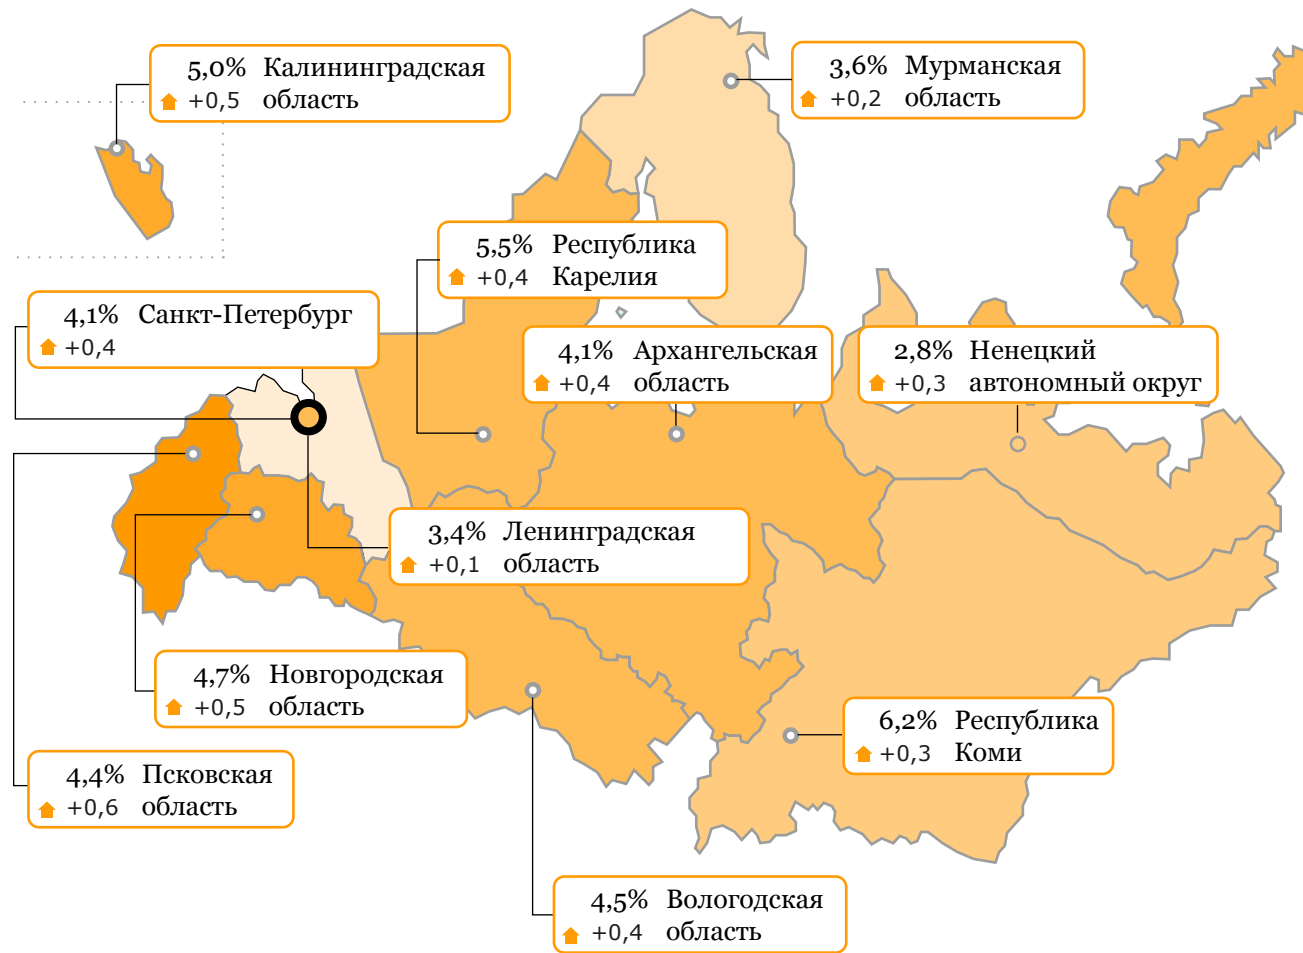 5,0% Калининградская
+0,5 область
3,6% Мурманская
+0,2 область
5,5% Республика
+0,4 Карелия
4,1% Санкт-Петербург
+0,4
4,1% Архангельская
+0,4 область
2,8% Ненецкий
+0,3 автономный округ
3,4% Ленинградская
+0,1 область
4,7% Новгородская
+0,5 область
6,2% Республика
+0,3 Коми
4,4% Псковская
+0,6 область
4,5% Вологодская
+0,4 область